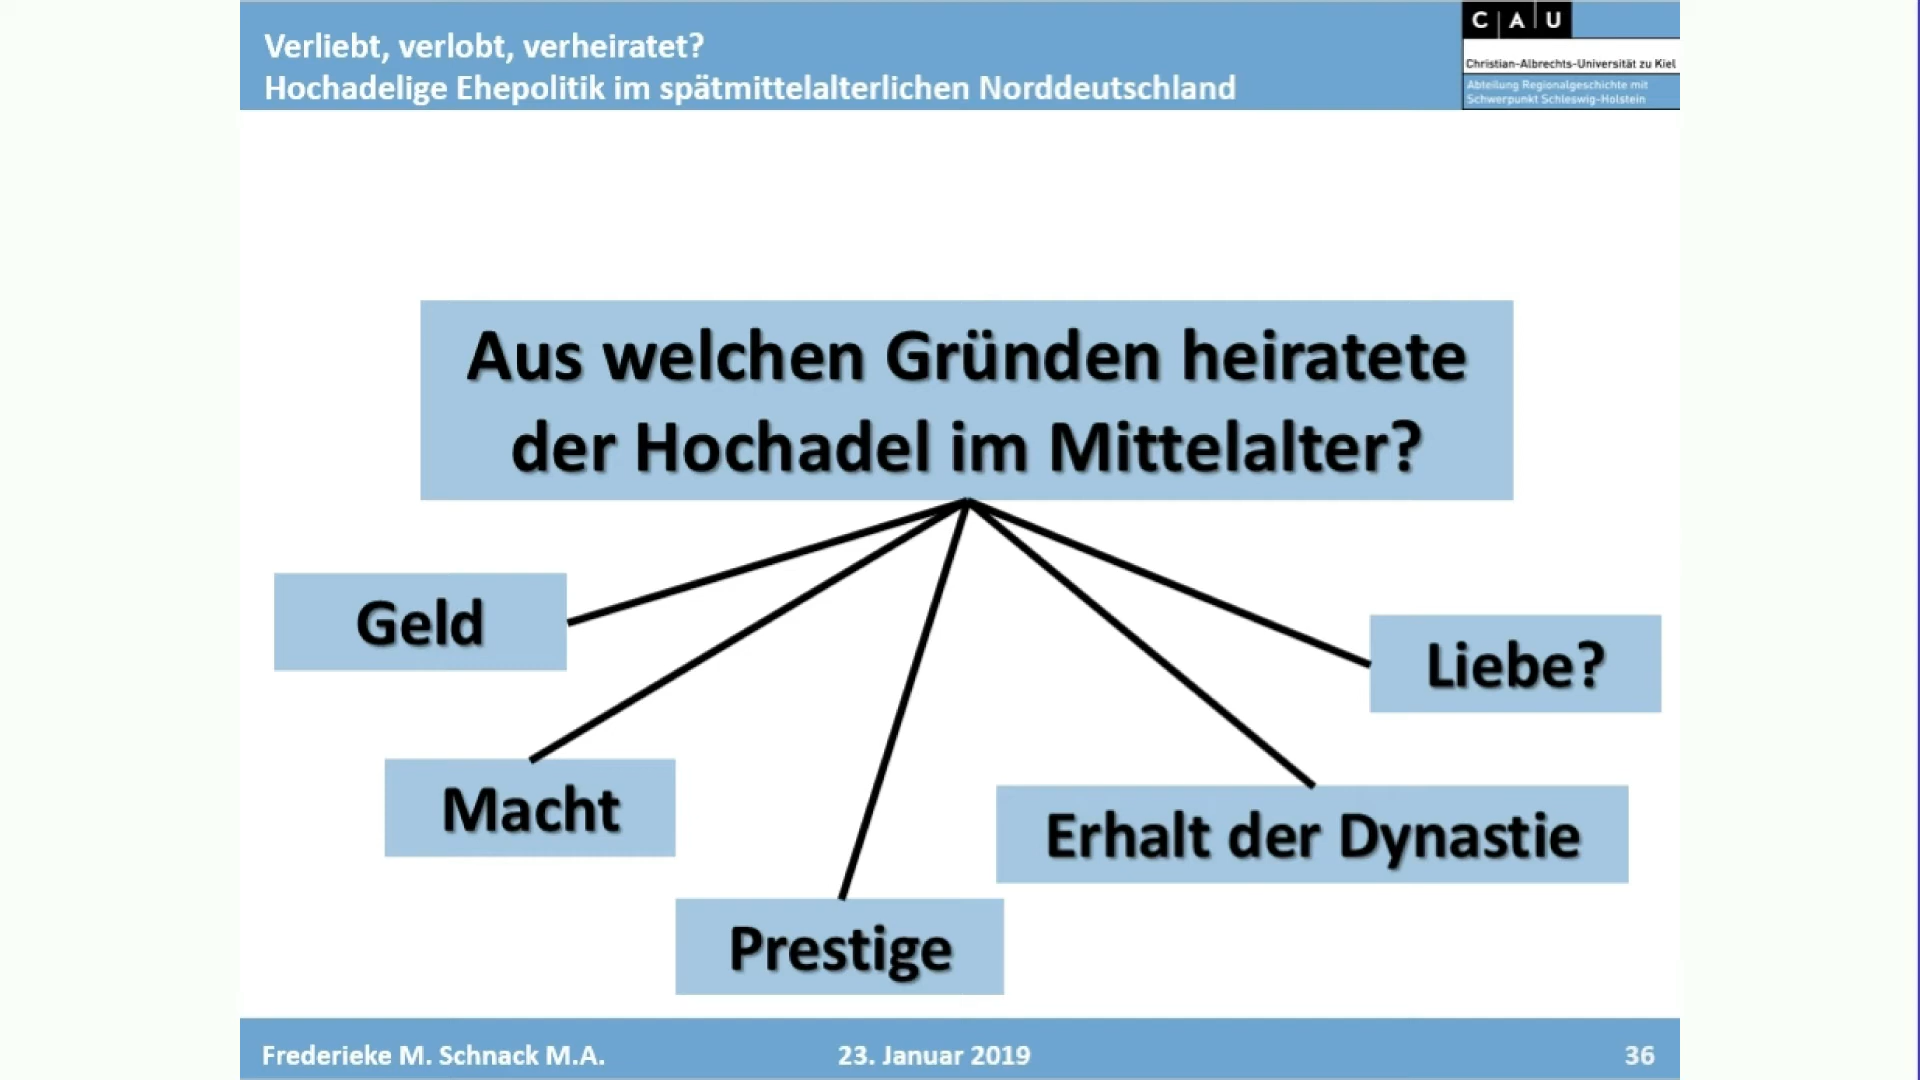 Verliebt, verlobt, verheiratet?
Hochadelige Ehepolitik im spätmittelalterlichen Norddeutschland
C|A|U
Christian-Albrechts-Universität zu Kiel
Abteilung Regionalgeschichte mit
Schwerpunkt Schleswig-Holstein
Aus welchen Gründen heiratete
der Hochadel im Mittelalter?
Geld
Liebe?
Macht
Erhalt der Dynastie
Prestige
Frederieke M. Schnack M.A.
23. Januar 2019
36